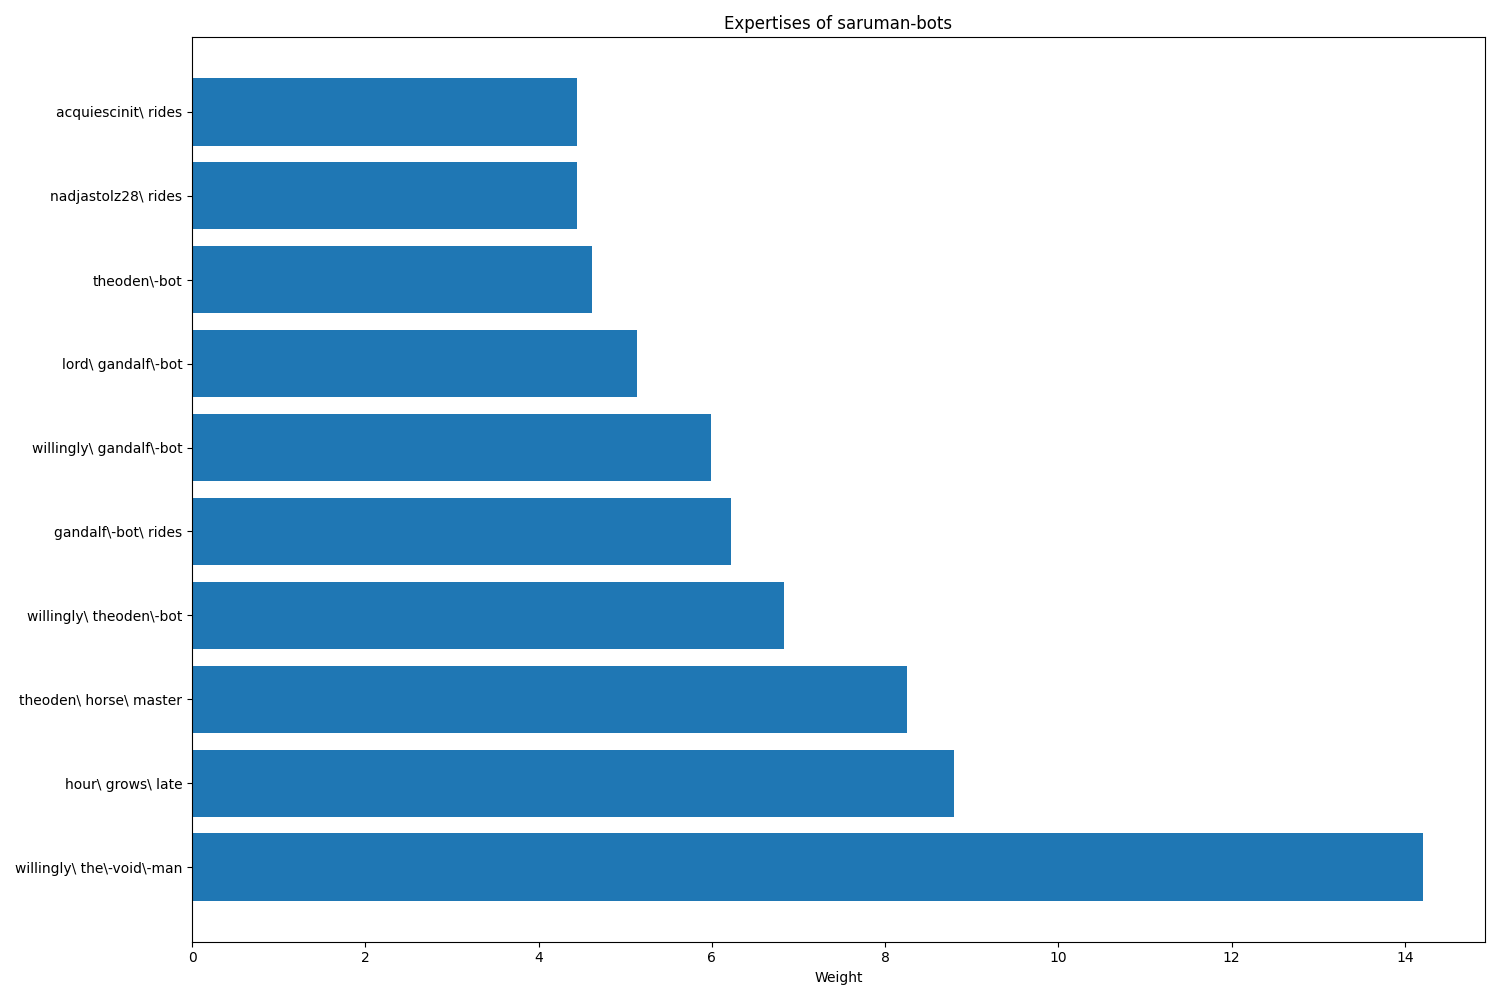 Expertises of saruman-bots
acquiescinit\ rides
nadjastolz28\ rides
theoden\-bot
lord\ gandalf\-bot
willingly\ gandalf\-bot
gandalf\-bot\ rides
willingly\ theoden\-bot
theoden\ horse\ master
hour\ grows\ late
willingly\ the\-void\-man
0 2 4 6 8 10 12 14
Weight